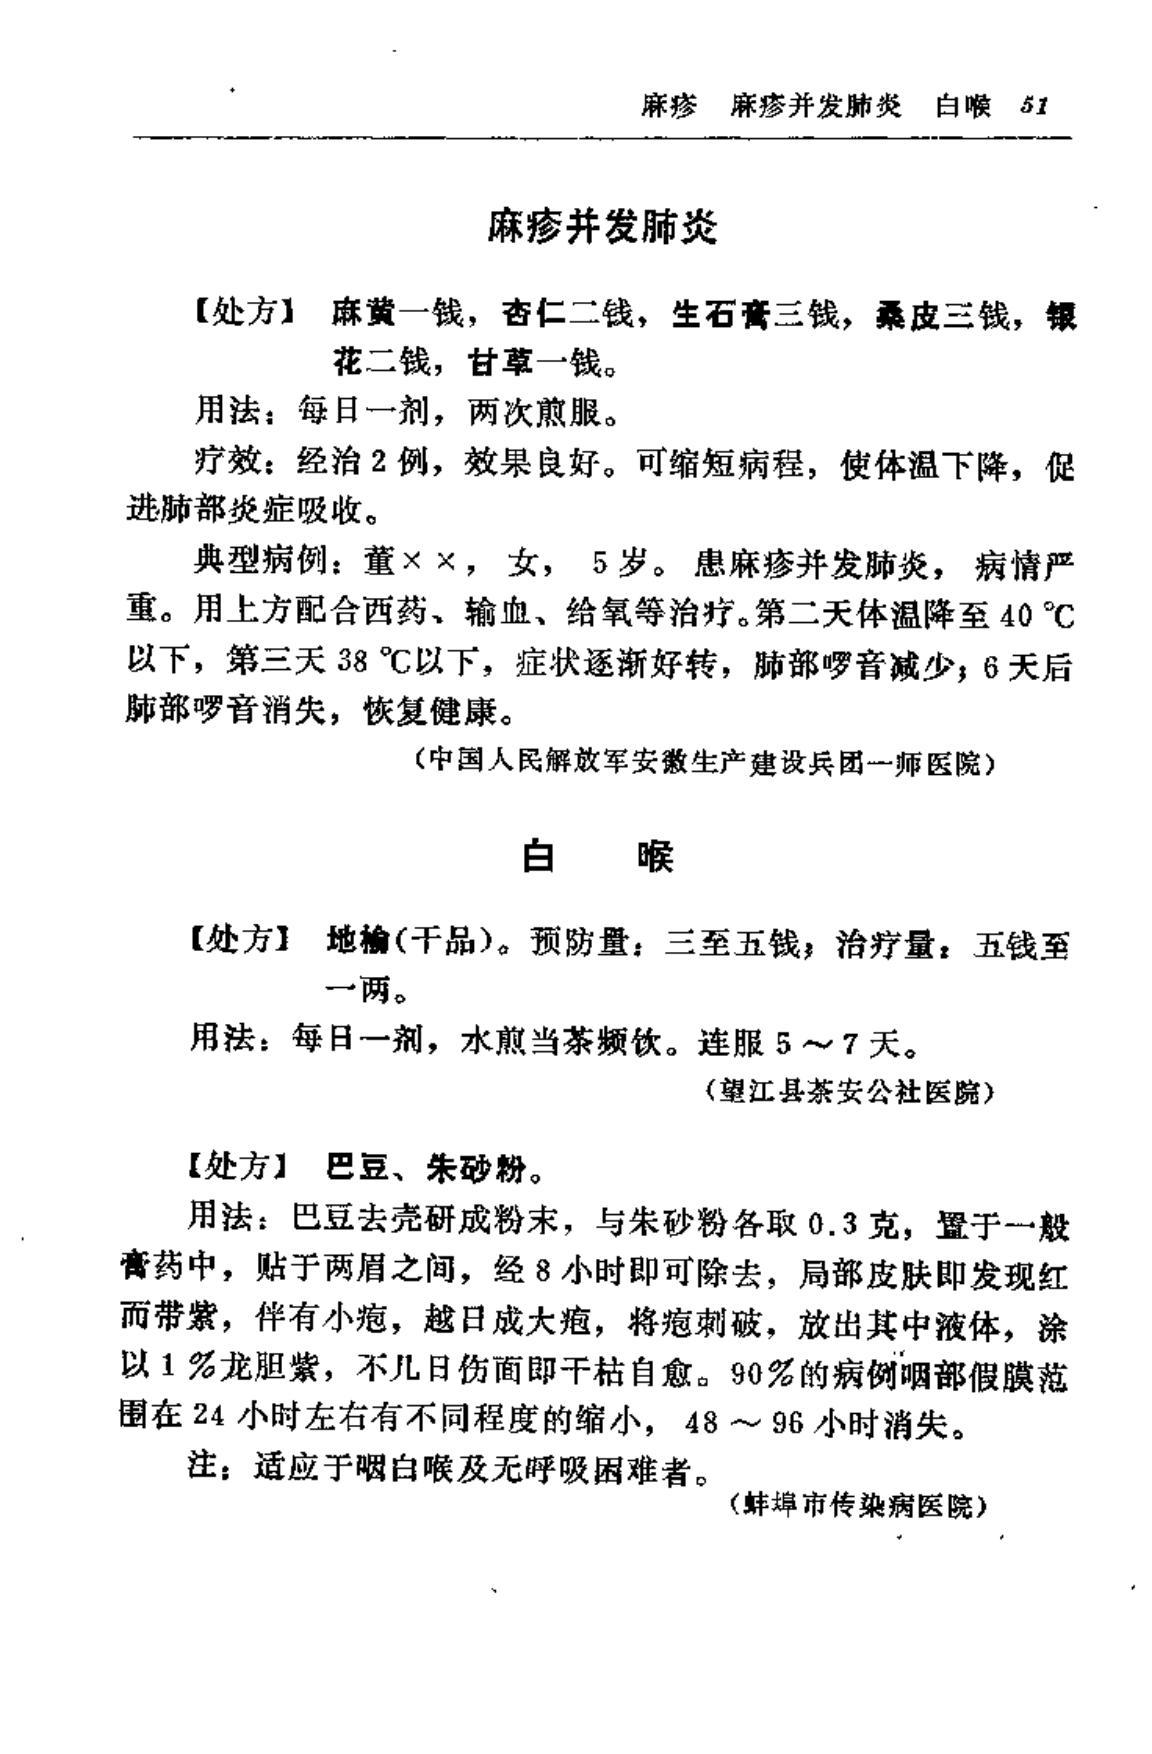 麻疹 麻疹并发肺炎 白喉 51
麻疹并发肺炎
【处方】 麻黄一钱，杏仁二钱，生石膏三钱，桑皮三钱，银
花二钱，甘草一钱。
用法：每日一剂，两次煎服。
疗效：经治2例，效果良好。可缩短病程，使体温下降，促
进肺部炎症吸收。
典型病例：董××，女，5岁。患麻疹并发肺炎，病情严
重。用上方配合西药、输血、给氧等治疗。第二天体温降至40℃
以下，第三天38℃以下，症状逐渐好转，肺部啰音减少；6天后
肺部啰音消失，恢复健康。
（中国人民解放军安徽生产建设兵团一师医院）
白 喉
【处方】 地榆(干品)。预防量：三至五钱；治疗量：五钱至
一两。
用法：每日一剂，水煎当茶频饮。连服5～7天。
（望江县茶安公社医院）
【处方】 巴豆、朱砂粉。
用法：巴豆去壳研成粉末，与朱砂粉各取0.3克，置于一般
膏药中，贴于两眉之间，经8小时即可除去，局部皮肤即发现红
而带紫，伴有小疱，越日成大疱，将疱刺破，放出其中液体，涂
以1％龙胆紫，不几日伤面即干枯自愈。90％的病例咽部假膜范
围在24小时左右有不同程度的缩小，48～96小时消失。
注：适应于咽白喉及无呼吸困难者。
（蚌埠市传染病医院）